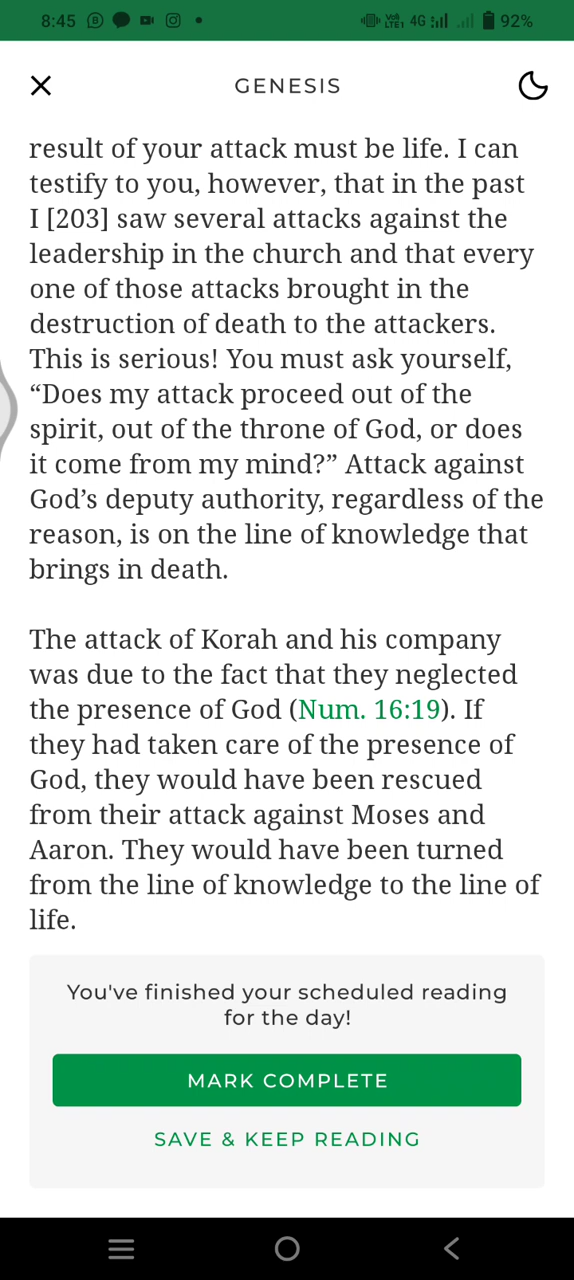 8:45
4G
92%
GENESIS
result of your attack must be life. I can
testify to you, however, that in the past
I [203] saw several attacks against the
leadership in the church and that every
one of those attacks brought in the
destruction of death to the attackers.
This is serious! You must ask yourself,
“Does my attack proceed out of the
spirit, out of the throne of God, or does
it come from my mind?” Attack against
God’s deputy authority, regardless of the
reason, is on the line of knowledge that
brings in death.
The attack of Korah and his company
was due to the fact that they neglected
the presence of God (Num. 16:19). If
they had taken care of the presence of
God, they would have been rescued
from their attack against Moses and
Aaron. They would have been turned
from the line of knowledge to the line of
life.
You've finished your scheduled reading
for the day!
MARK COMPLETE
SAVE & KEEP READING